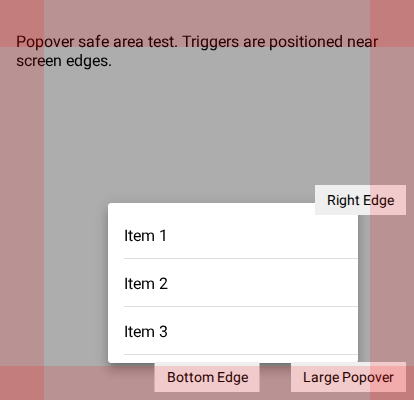 Popover safe area test. Triggers are positioned near
screen edges.
Right Edge
Item 1
Item 2
Item 3
Bottom Edge
Large Popover